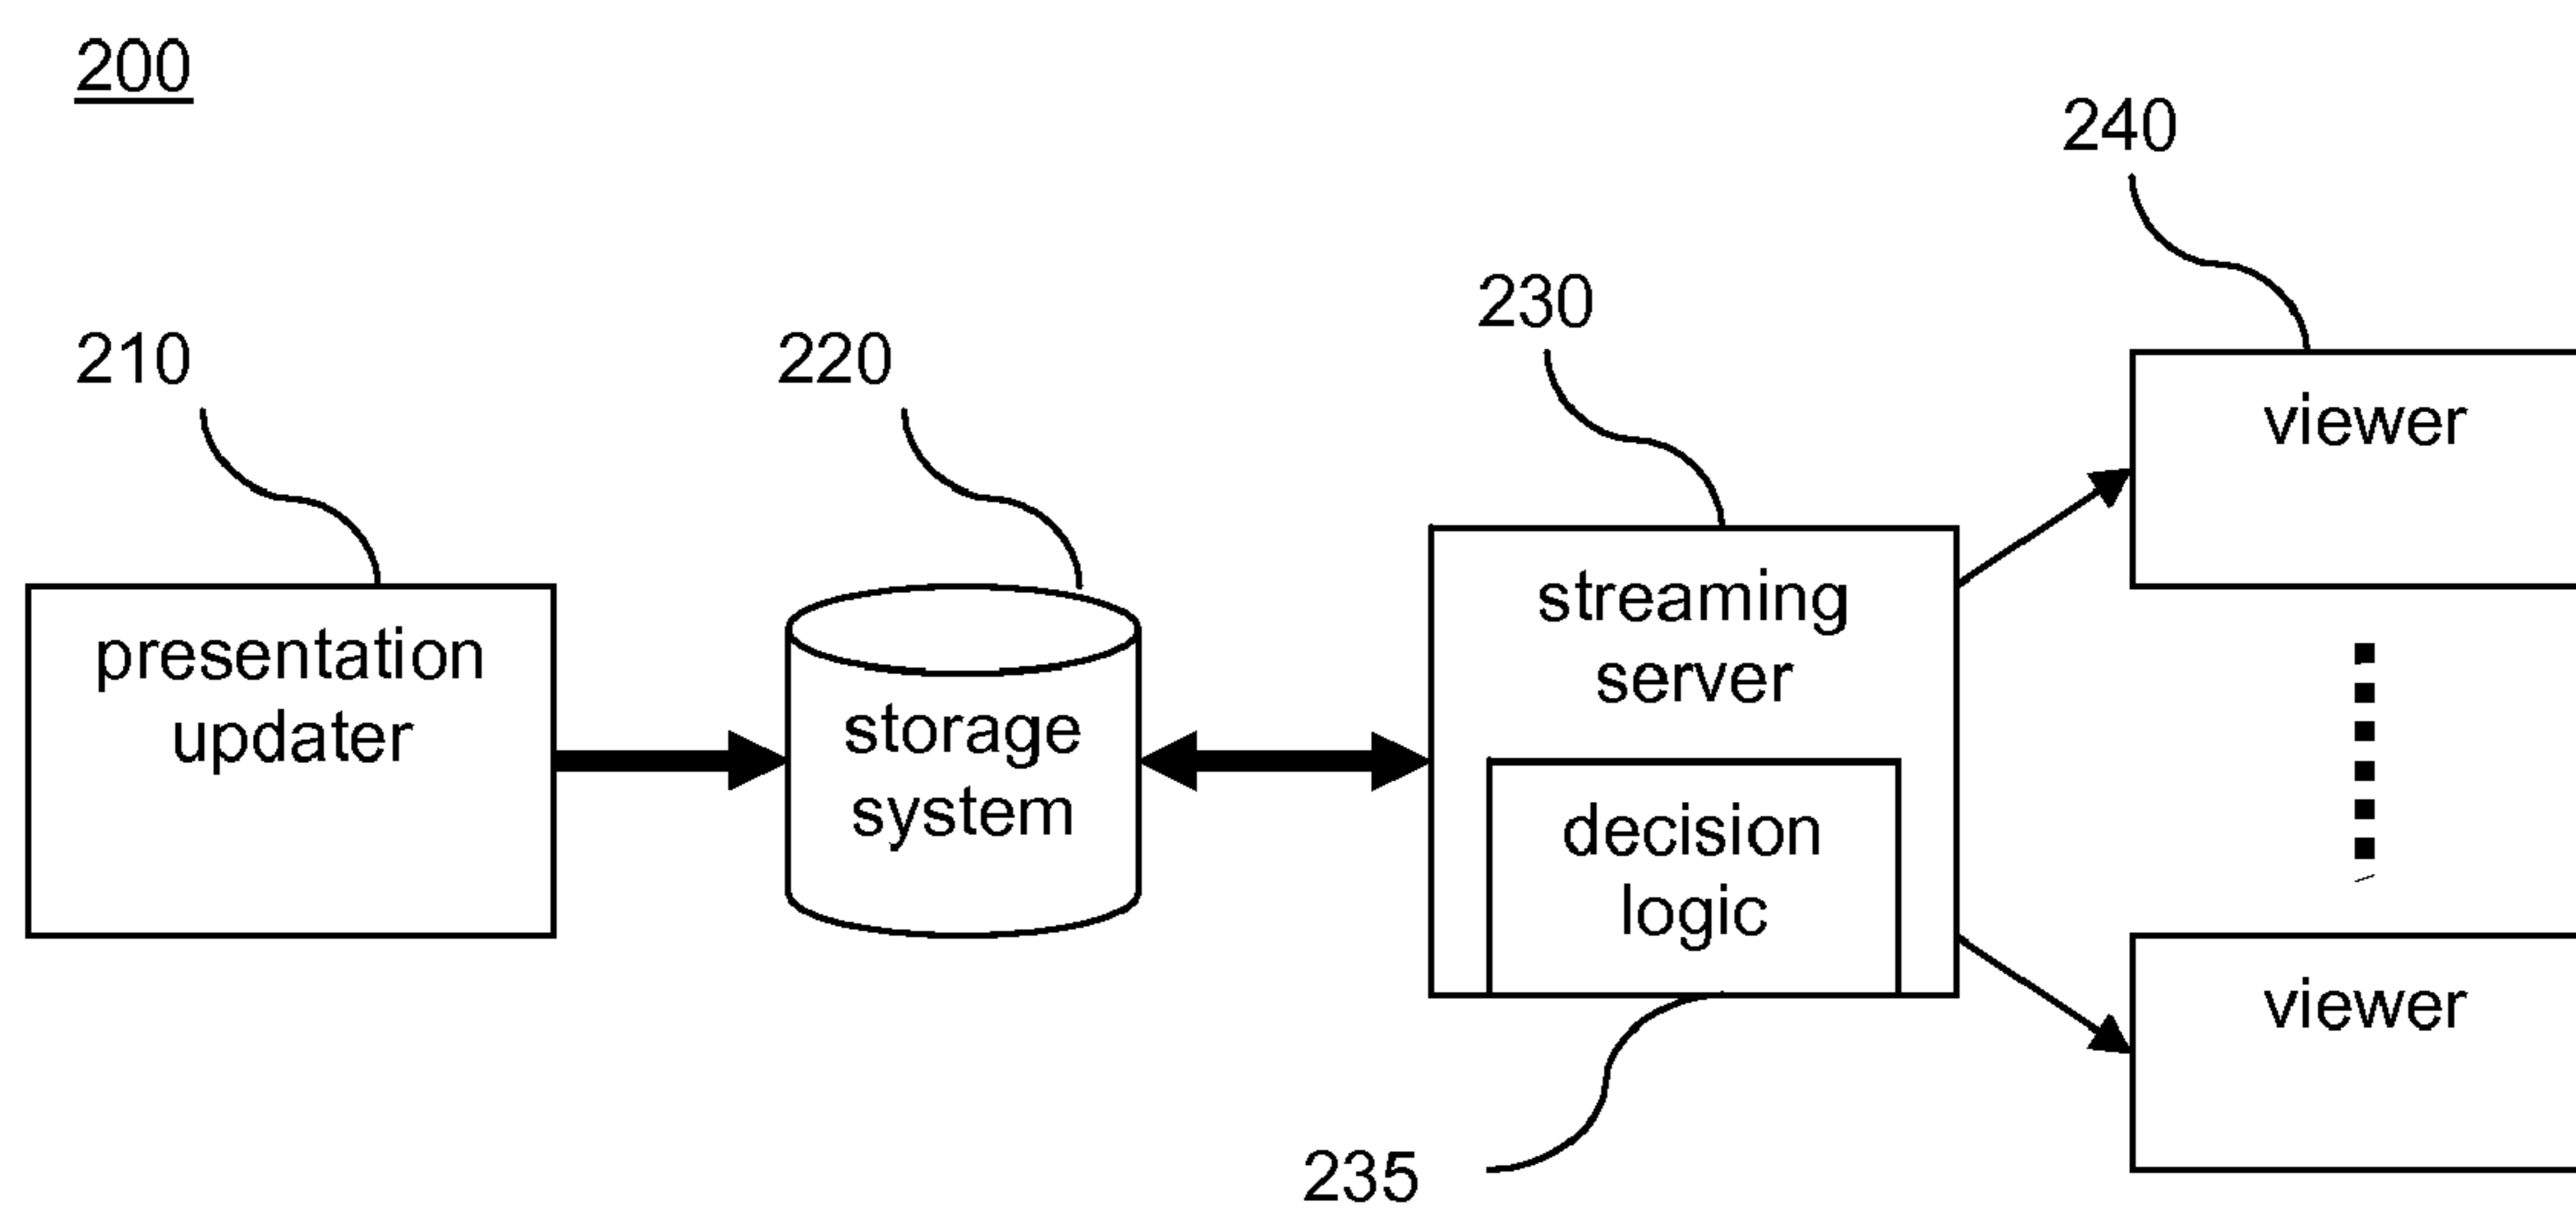 200
240
230
210
220
viewer
streaming
server
presentation
updater
storage
system
decision
logic
viewer
235